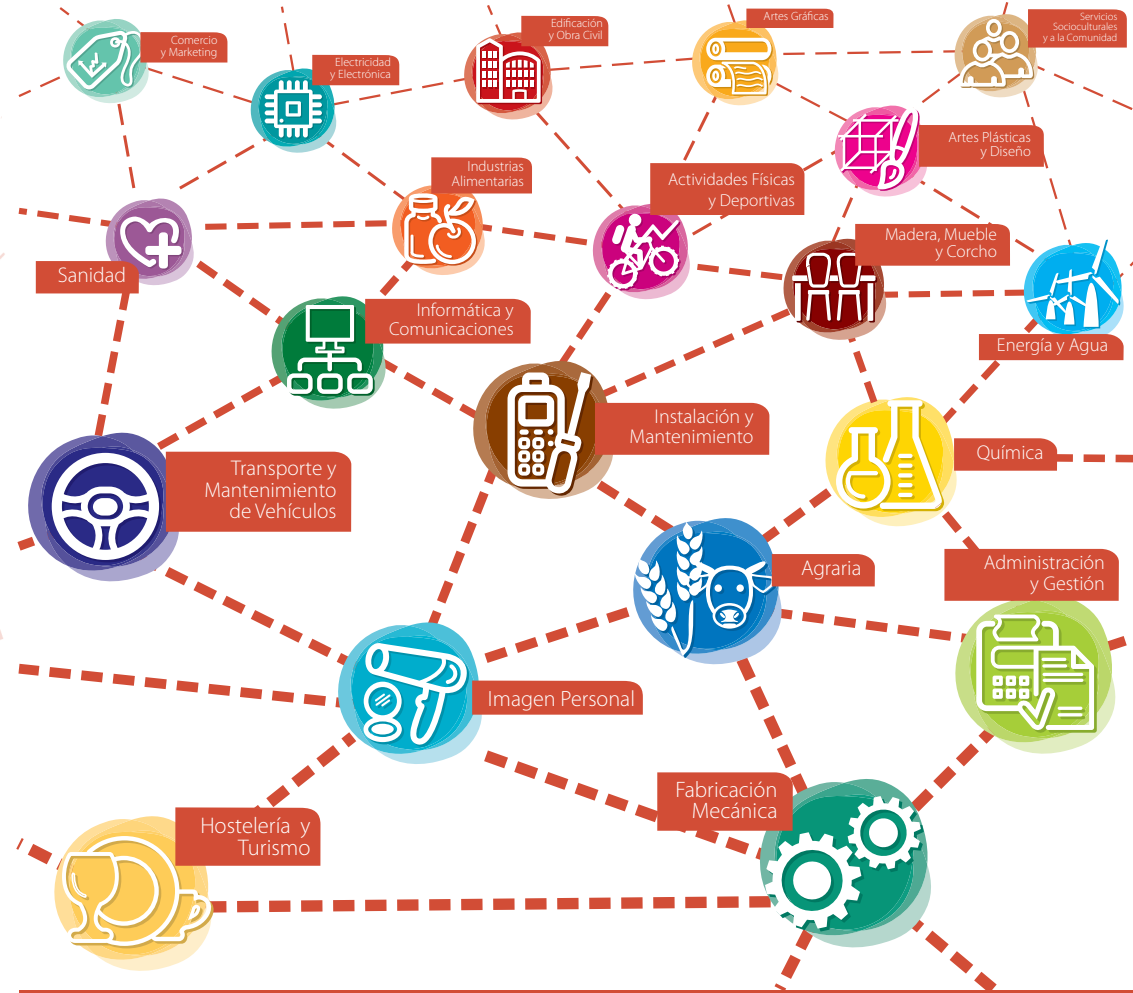 Comercio
y Marketing
Electricidad
y Electrónica
Edificación
y Obra Civil
Artes Gráficas
Servicios
Socioculturales
y a la Comunidad
Industrias
Alimentarias
Actividades Físicas
y Deportivas
Artes Plásticas
y Diseño
Sanidad
Informática y
Comunicaciones
Madera, Mueble
y Corcho
Energía y Agua
Instalación y
Mantenimiento
Química
Transporte y
Mantenimiento
de Vehículos
Agraria
Administración
y Gestión
Imagen Personal
Fabricación
Mecánica
Hostelería y
Turismo